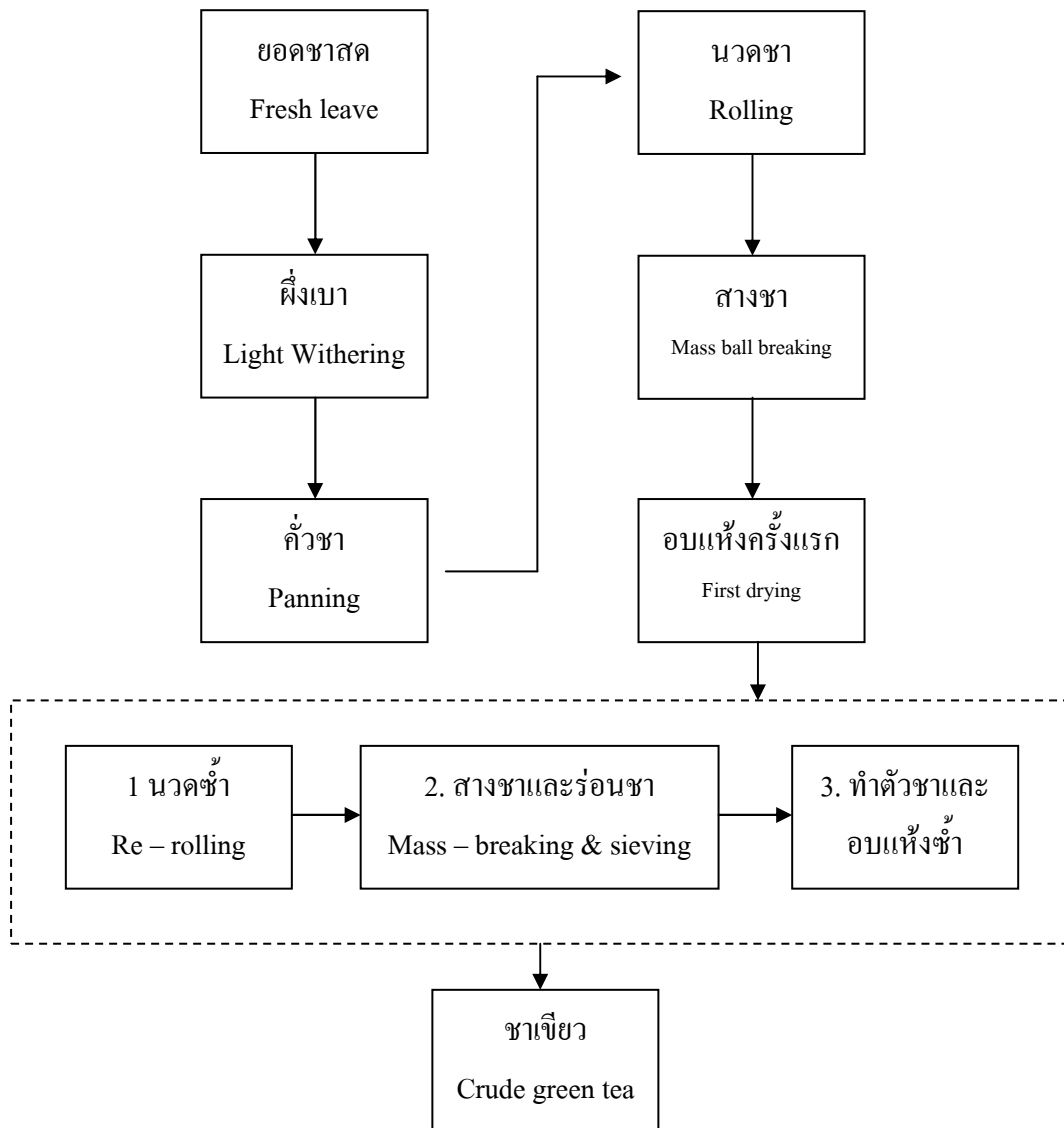 ยอดชาสด
Fresh leave
ผึ่งเบา
Light Withering
คั่วชา
Panning
นวดชา
Rolling
สางชา
Mass ball breaking
อบแห้งครั้งแรก
First drying
1 นวดซ้ำ
Re – rolling
2. สางชาและร่อนชา
Mass – breaking & sieving
3. ทำตัวชาและ
อบแห้งซ้ำ
ชาเขียว
Crude green tea